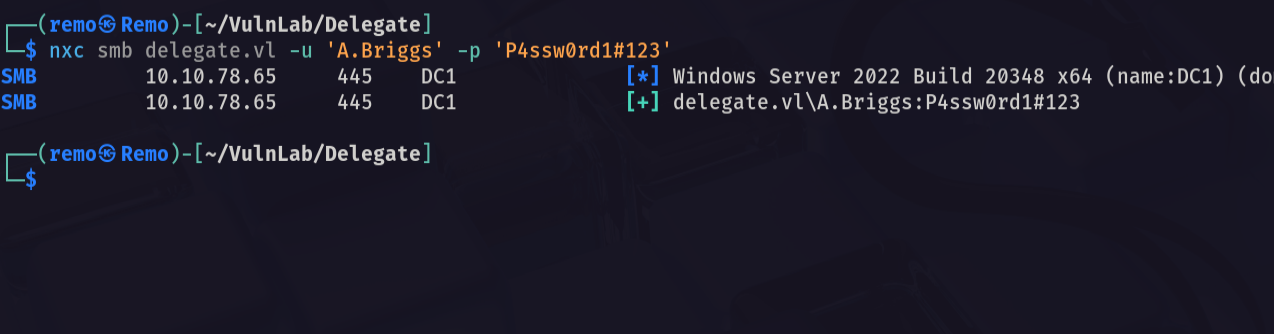 ┌──(remo㉿Remo)-[~/VulnLab/Delegate]
└─$ nxc smb delegate.vl -u 'A.Briggs' -p 'P4ssw0rd1#123'
SMB 10.10.78.65 445 DC1 [*] Windows Server 2022 Build 20348 x64 (name:DC1) (do
SMB 10.10.78.65 445 DC1 [+] delegate.vl\A.Briggs:P4ssw0rd1#123
┌──(remo㉿Remo)-[~/VulnLab/Delegate]
└─$